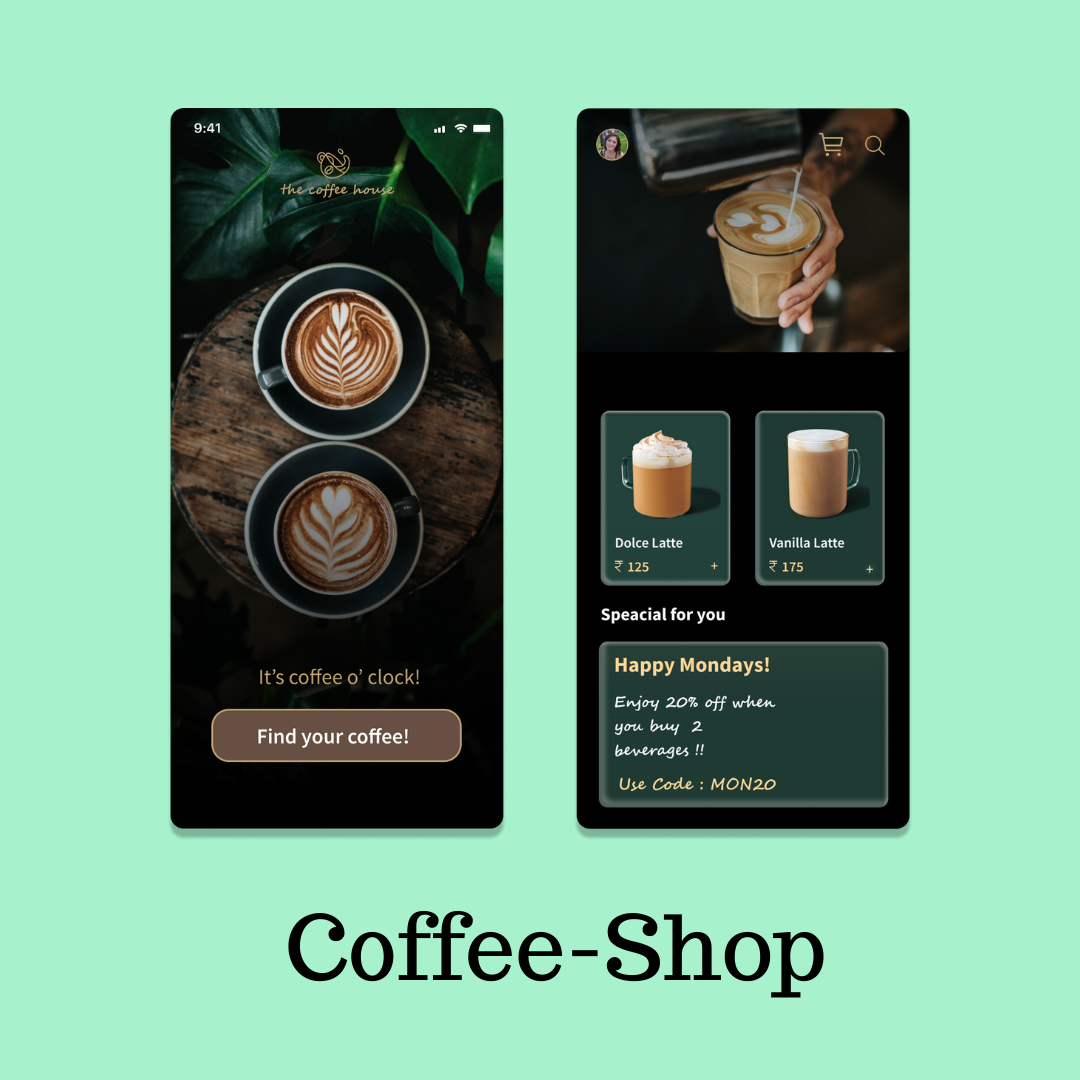 9:41
the coffee house
It's coffee o' clock!
Find your coffee!
Dolce Latte
₹ 125 +
Vanilla Latte
₹ 175 +
Speacial for you
Happy Mondays!
Enjoy 20% off when
you buy 2
beverages !!
Use Code : MON20
Coffee-Shop